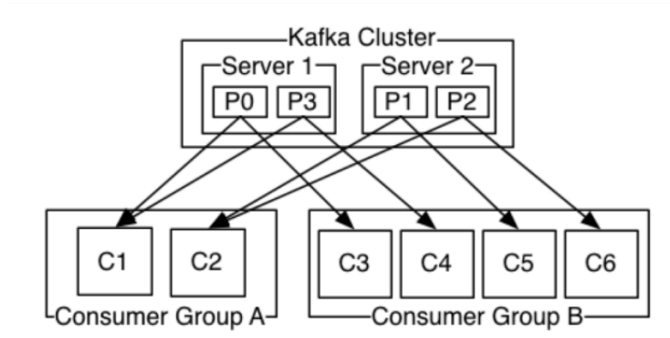 Kafka Cluster
Server 1 Server 2
P0 P3 P1 P2
C1 C2 C3 C4 C5 C6
Consumer Group A Consumer Group B